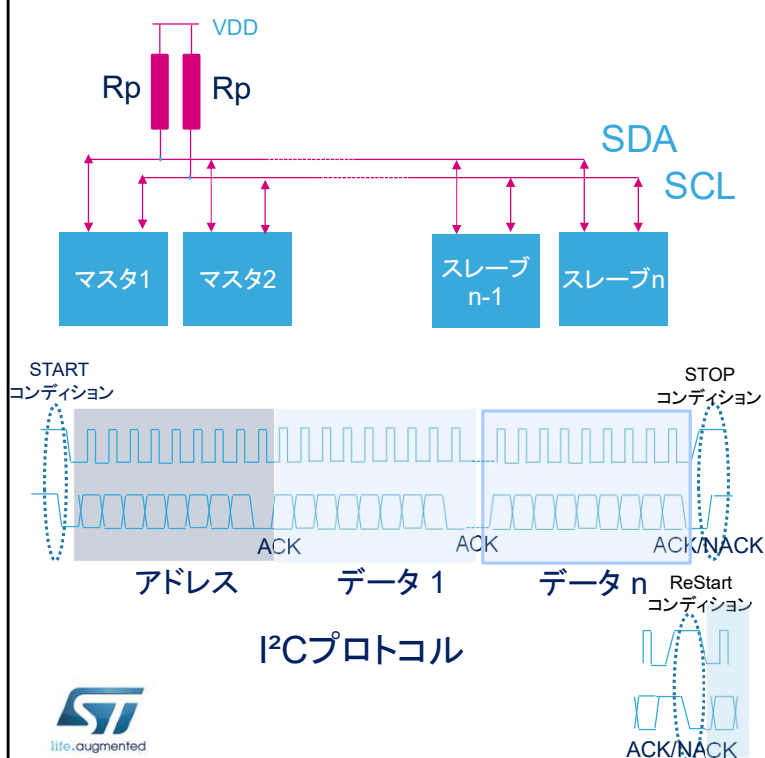 VDD
Rp
Rp
SDA
SCL
マスタ1
マスタ2
スレーブ
n-1
スレーブn
START
コンディション
STOP
コンディション
ACK
ACK
ACK/NACK
アドレス
データ 1
データ n
ReStart
コンディション
I²Cプロトコル
ACK/NACK
ST
life.augmented